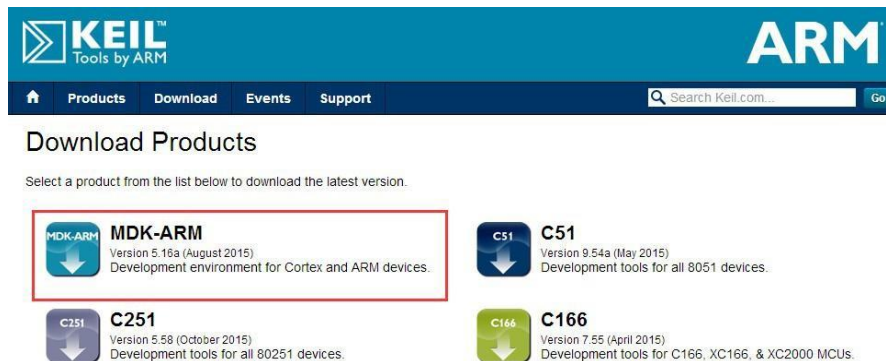 KEIL™
Tools by ARM
ARM
Products Download Events Support
Search Keil.com...
Go
Download Products
Select a product from the list below to download the latest version.
MDK-ARM
MDK-ARM
Version 5.16a (August 2015)
Development environment for Cortex and ARM devices.
C51
C51
Version 9.54a (May 2015)
Development tools for all 8051 devices.
C251
C251
Version 5.58 (October 2015)
Development tools for all 80251 devices.
C166
C166
Version 7.55 (April 2015)
Development tools for C166, XC166, & XC2000 MCUs.